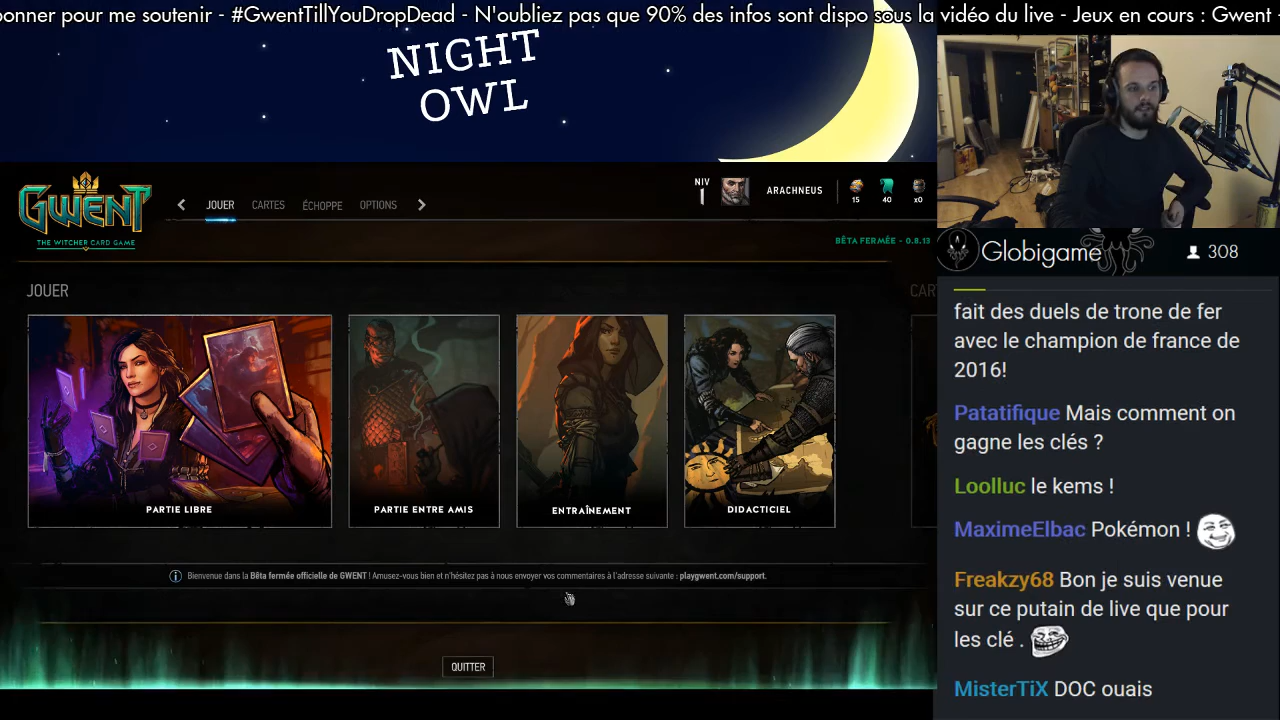 onner pour me soutenir - #GwentTillYouDropDead - N'oubliez pas que 90% des infos sont dispo sous la vidéo du live - Jeux en cours : Gwent -
NIGHT
OWL
GWENT
THE WITCHER CARD GAME
JOUER CARTES ÉCHOPPE OPTIONS
NIV
1
ARACHNEUS
15 40 x0
BÊTA FERMÉE - 0.8.13
JOUER
CART
PARTIE LIBRE
PARTIE ENTRE AMIS
ENTRAÎNEMENT
DIDACTICIEL
Bienvenue dans la Bêta fermée officielle de GWENT ! Amusez-vous bien et n'hésitez pas à nous envoyer vos commentaires à l'adresse suivante : playgwent.com/support.
QUITTER
Globigame 308
fait des duels de trone de fer
avec le champion de france de
2016!
Patatifique Mais comment on
gagne les clés ?
Loolluc le kems !
MaximeElbac Pokémon !
Freakzy68 Bon je suis venue
sur ce putain de live que pour
les clé .
MisterTiX DOC ouais